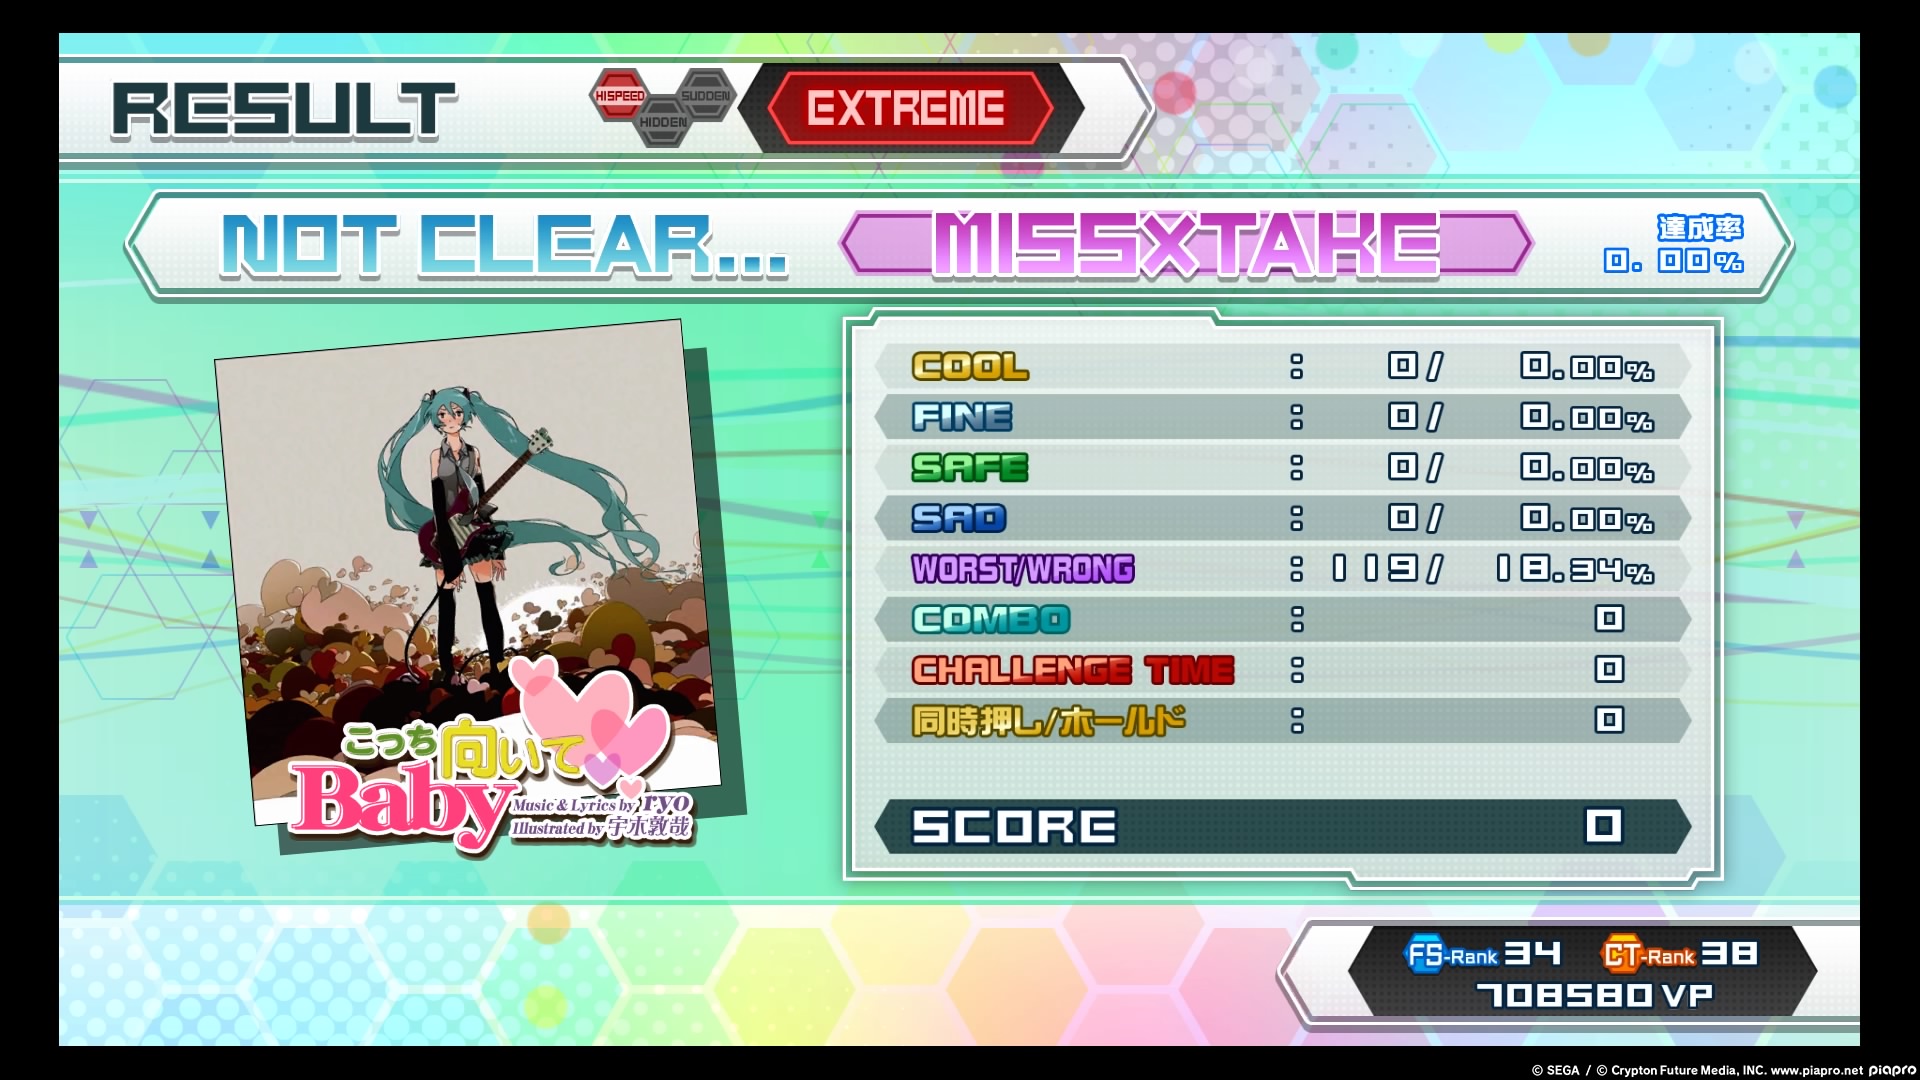 RESULT
HISPEED
HIDDEN
SUDDEN
EXTREME
NOT CLEAR...
MISS×TAKE
達成率
0.00%
COOL : 0/ 0.00%
FINE : 0/ 0.00%
SAFE : 0/ 0.00%
SAD : 0/ 0.00%
WORST/WRONG : 119/ 18.34%
COMBO : 0
CHALLENGE TIME : 0
同時押し/ホールド : 0
SCORE 0
こっち向いて
Baby
Music & Lyrics by ryo
Illustrated by 宇木敦哉
FS-Rank 34 CT-Rank 38
708580 VP
© SEGA / © Crypton Future Media, INC. www.piapro.net piapro